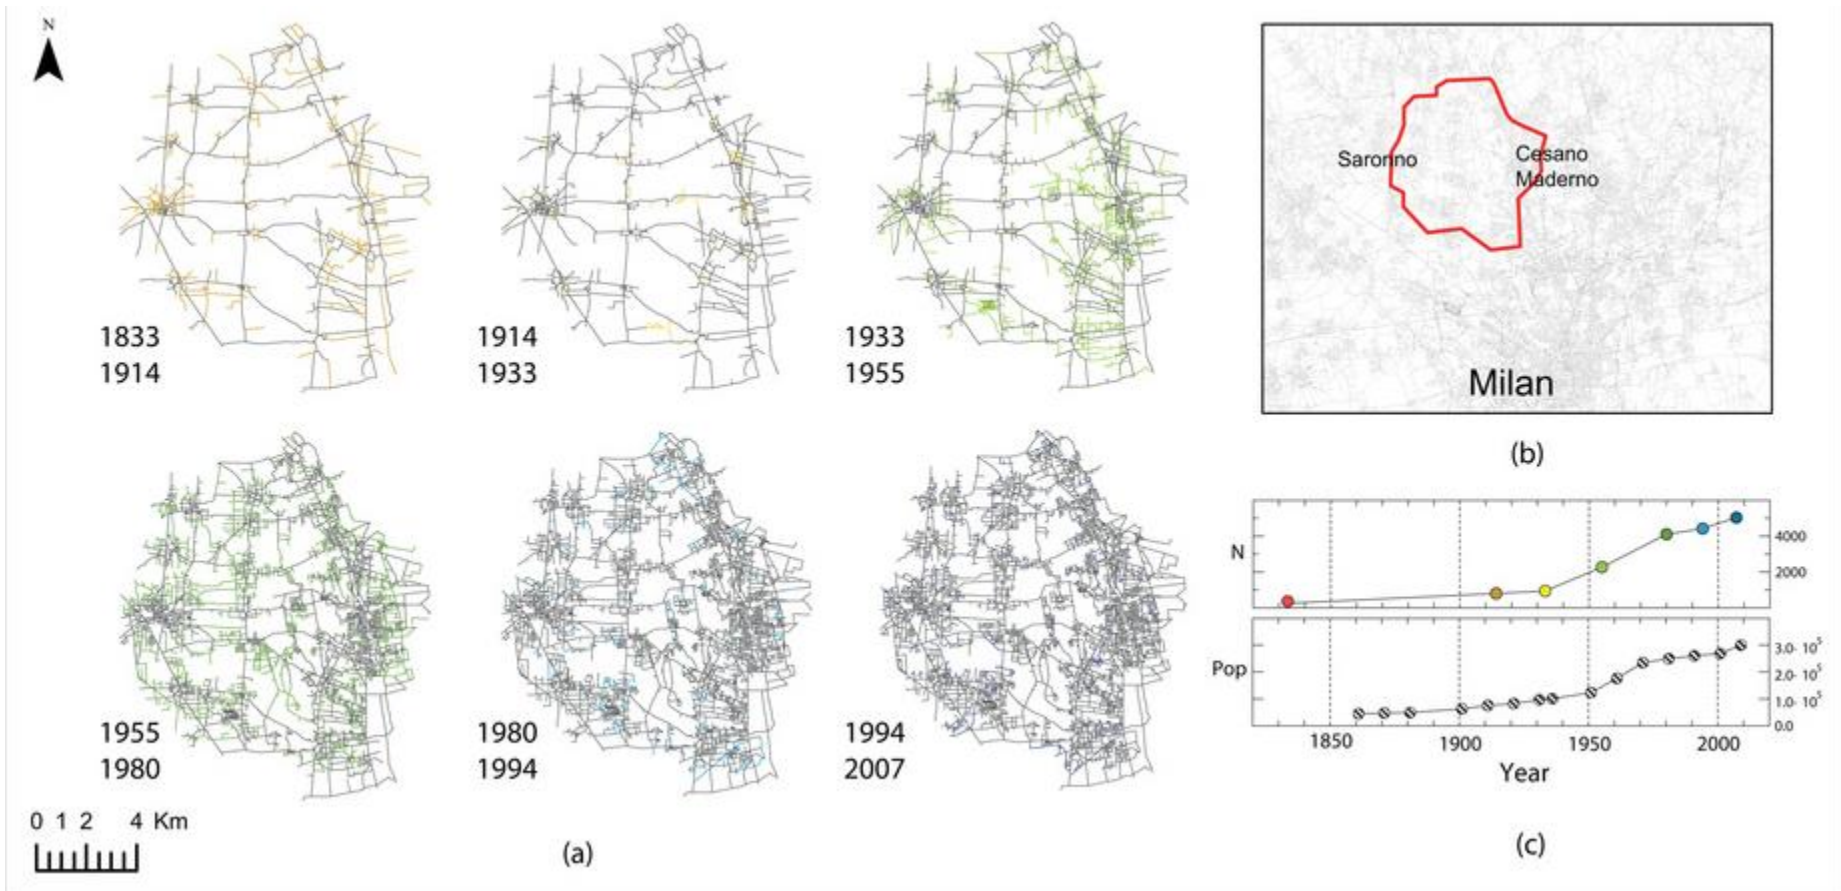 N
1833
1914
1914
1933
1933
1955
1955
1980
1980
1994
1994
2007
0 1 2 4 Km
(a)
Saronno
Cesano
Maderno
Milan
(b)
N
4000
2000
Pop
3.0· 10⁵
2.0· 10⁵
1.0· 10⁵
0.0
1850 1900 1950 2000
Year
(c)